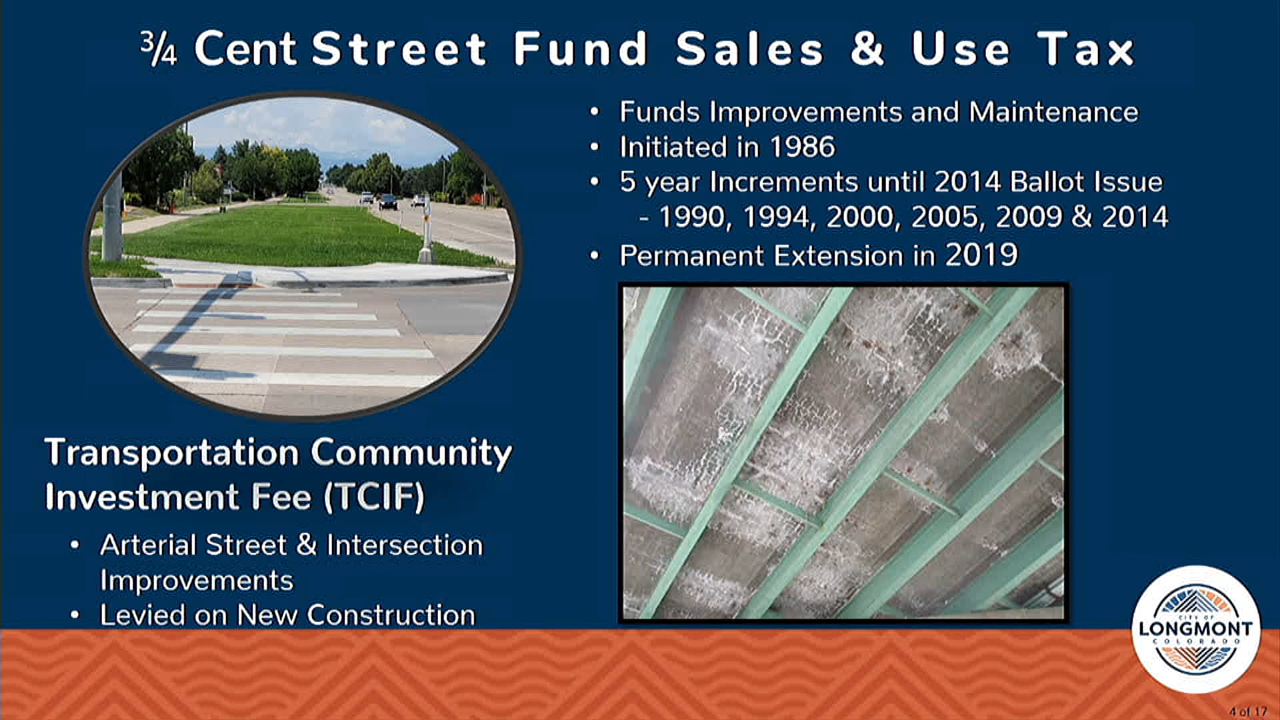 ¾ Cent Street Fund Sales & Use Tax
• Funds Improvements and Maintenance
• Initiated in 1986
• 5 year Increments until 2014 Ballot Issue
- 1990, 1994, 2000, 2005, 2009 & 2014
• Permanent Extension in 2019
Transportation Community
Investment Fee (TCIF)
• Arterial Street & Intersection
Improvements
• Levied on New Construction
CITY OF
LONGMONT
COLORADO
4 of 17